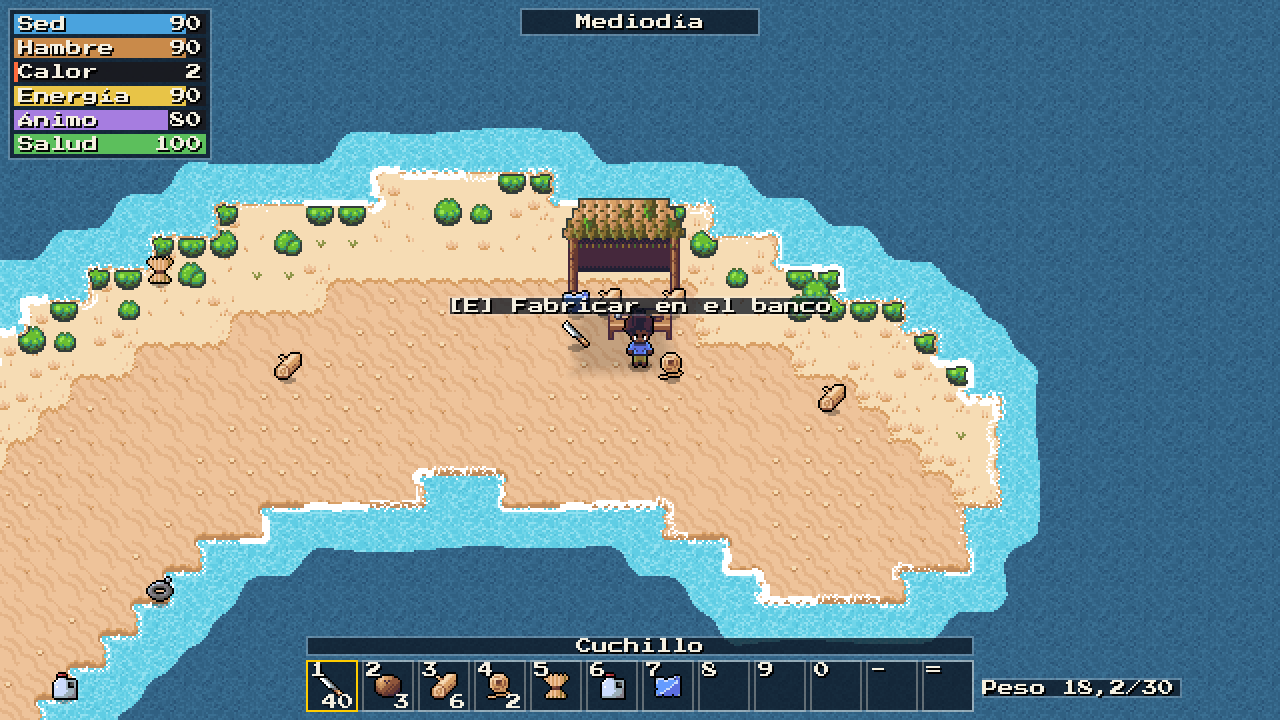 Sed 90
Hambre 90
Calor 2
Energía 90
Ánimo 80
Salud 100
Mediodía
[E] Fabricar en el banco
Cuchillo
1 2 3 4 5 6 7 8 9 0 - =
40 3 6 2
Peso 18,2/30